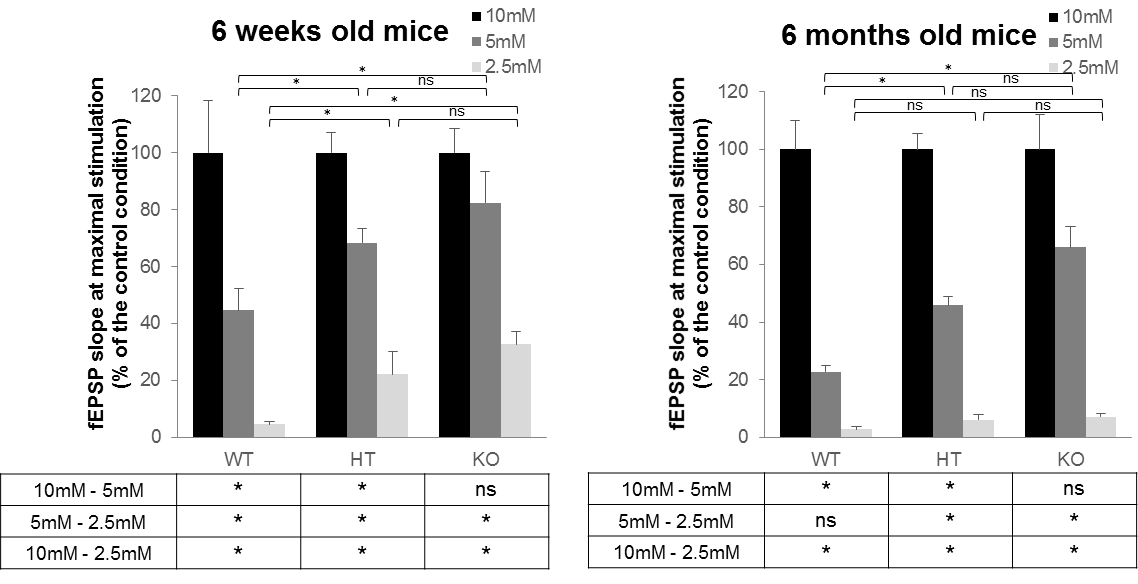 6 weeks old mice
10mM
5mM
2.5mM
*
*
ns
*
*
ns
fEPSP slope at maximal stimulation
(% of the control condition)
120
100
80
60
40
20
0
WT HT KO
10mM - 5mM * * ns
5mM - 2.5mM * * *
10mM - 2.5mM * * *
6 months old mice
10mM
5mM
2.5mM
*
*
ns
ns
ns
ns
fEPSP slope at maximal stimulation
(% of the control condition)
120
100
80
60
40
20
0
WT HT KO
10mM - 5mM * * ns
5mM - 2.5mM ns * *
10mM - 2.5mM * * *